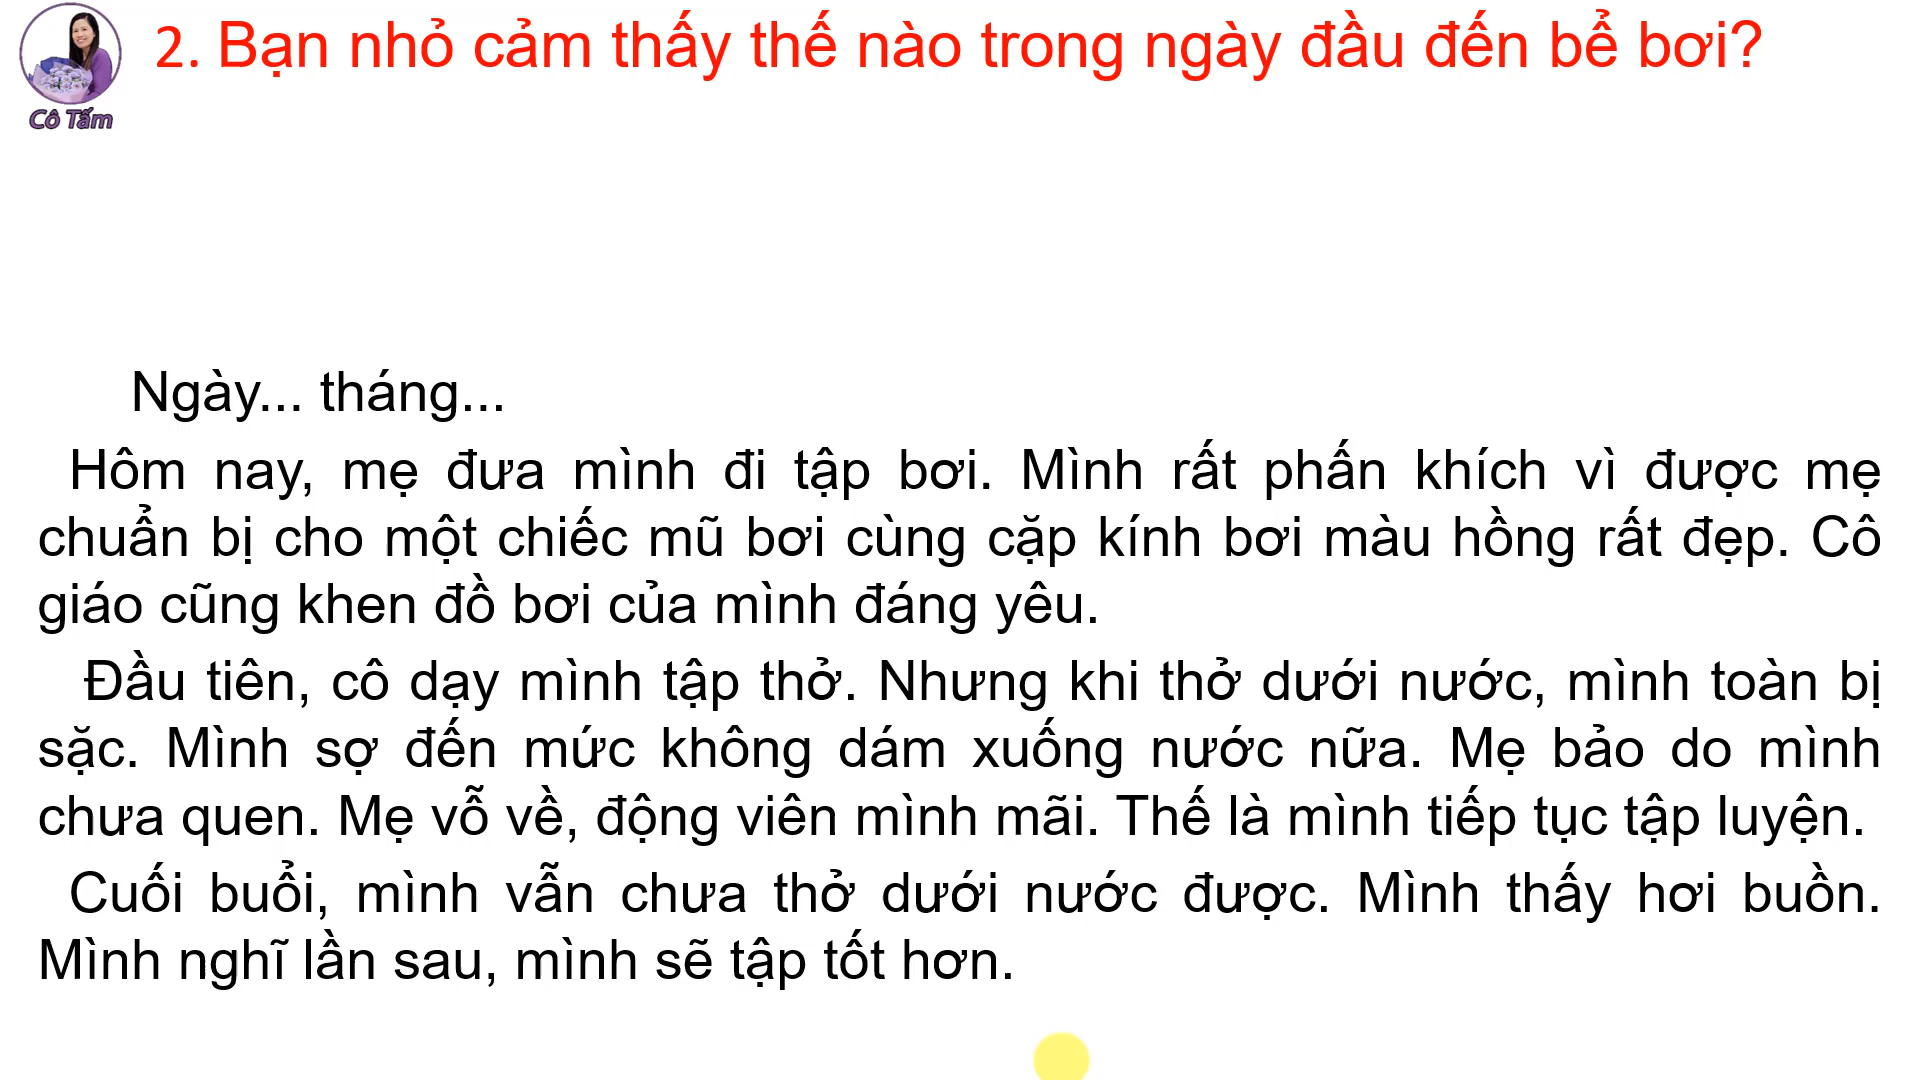 2. Bạn nhỏ cảm thấy thế nào trong ngày đầu đến bể bơi?
Cô Tấm
Ngày... tháng...
Hôm nay, mẹ đưa mình đi tập bơi. Mình rất phấn khích vì được mẹ
chuẩn bị cho một chiếc mũ bơi cùng cặp kính bơi màu hồng rất đẹp. Cô
giáo cũng khen đồ bơi của mình đáng yêu.
Đầu tiên, cô dạy mình tập thở. Nhưng khi thở dưới nước, mình toàn bị
sặc. Mình sợ đến mức không dám xuống nước nữa. Mẹ bảo do mình
chưa quen. Mẹ vỗ về, động viên mình mãi. Thế là mình tiếp tục tập luyện.
Cuối buổi, mình vẫn chưa thở dưới nước được. Mình thấy hơi buồn.
Mình nghĩ lần sau, mình sẽ tập tốt hơn.